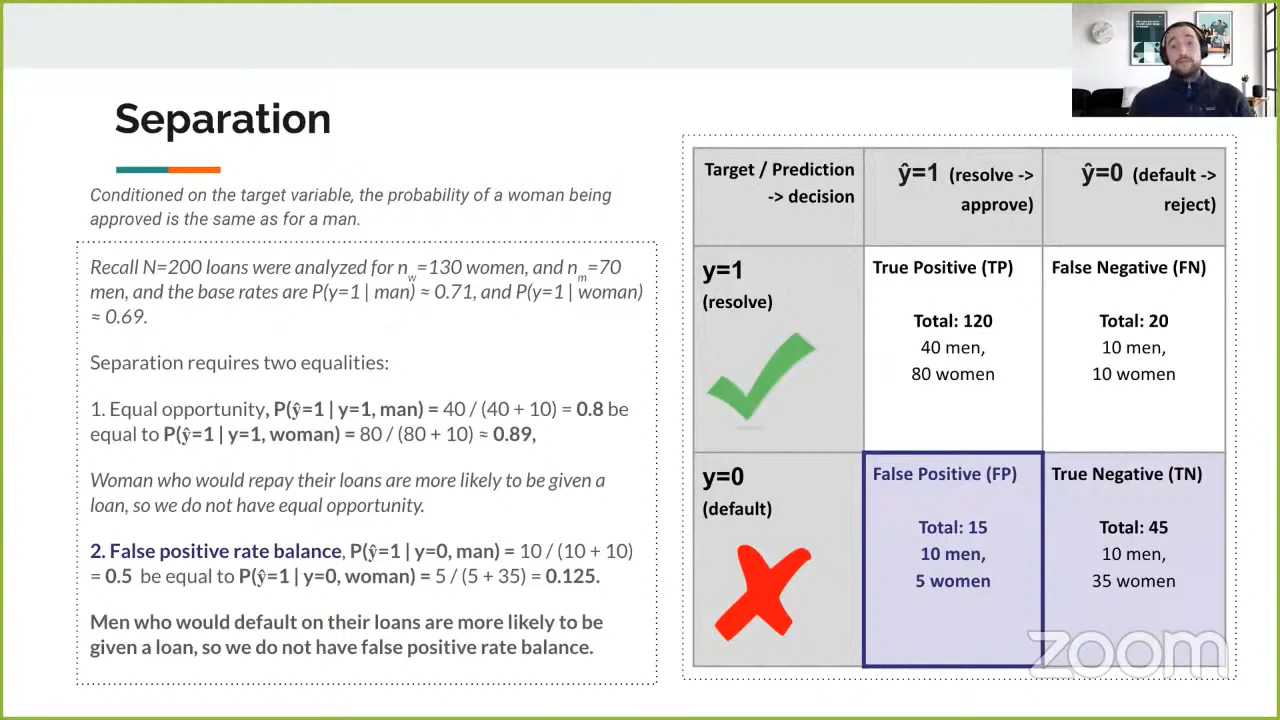 Separation
Conditioned on the target variable, the probability of a woman being
approved is the same as for a man.
Recall N=200 loans were analyzed for nw=130 women, and nm=70
men, and the base rates are P(y=1 | man) ≈ 0.71, and P(y=1 | woman)
≈ 0.69.
Separation requires two equalities:
1. Equal opportunity, P(ŷ=1 | y=1, man) = 40 / (40 + 10) = 0.8 be
equal to P(ŷ=1 | y=1, woman) = 80 / (80 + 10) ≈ 0.89,
Woman who would repay their loans are more likely to be given a
loan, so we do not have equal opportunity.
2. False positive rate balance, P(ŷ=1 | y=0, man) = 10 / (10 + 10)
= 0.5 be equal to P(ŷ=1 | y=0, woman) = 5 / (5 + 35) = 0.125.
Men who would default on their loans are more likely to be
given a loan, so we do not have false positive rate balance.
Target / Prediction
-> decision
ŷ=1 (resolve ->
approve)
ŷ=0 (default ->
reject)
y=1
(resolve)
True Positive (TP)
Total: 120
40 men,
80 women
False Negative (FN)
Total: 20
10 men,
10 women
y=0
(default)
False Positive (FP)
Total: 15
10 men,
5 women
True Negative (TN)
Total: 45
10 men,
35 women
zoom